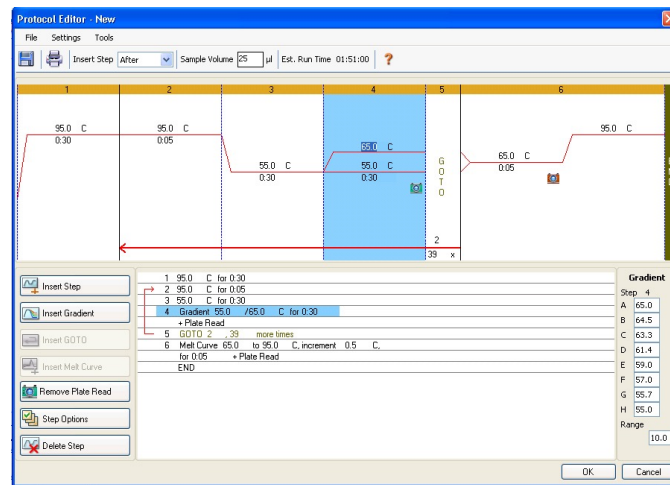 Protocol Editor - New
File Settings Tools
Insert Step After Sample Volume 25 µl Est. Run Time 01:51:00 ?
1 2 3 4 5 6
95.0 C 95.0 C 95.0 C
0:30 0:05
65.0 C 65.0 C
55.0 C 55.0 C 0:05
0:30 0:30
GOTO
2
39 x
Insert Step
Insert Gradient
Insert GOTO
Insert Melt Curve
Remove Plate Read
Step Options
Delete Step
1 95.0 C for 0:30
2 95.0 C for 0:05
3 55.0 C for 0:30
4 Gradient 55.0 /65.0 C for 0:30
+ Plate Read
5 GOTO 2 , 39 more times
6 Melt Curve 65.0 to 95.0 C, increment 0.5 C,
for 0:05 + Plate Read
END
Gradient
Step 4
A 65.0
B 64.5
C 63.3
D 61.4
E 59.0
F 57.0
G 55.7
H 55.0
Range
10.0
OK Cancel